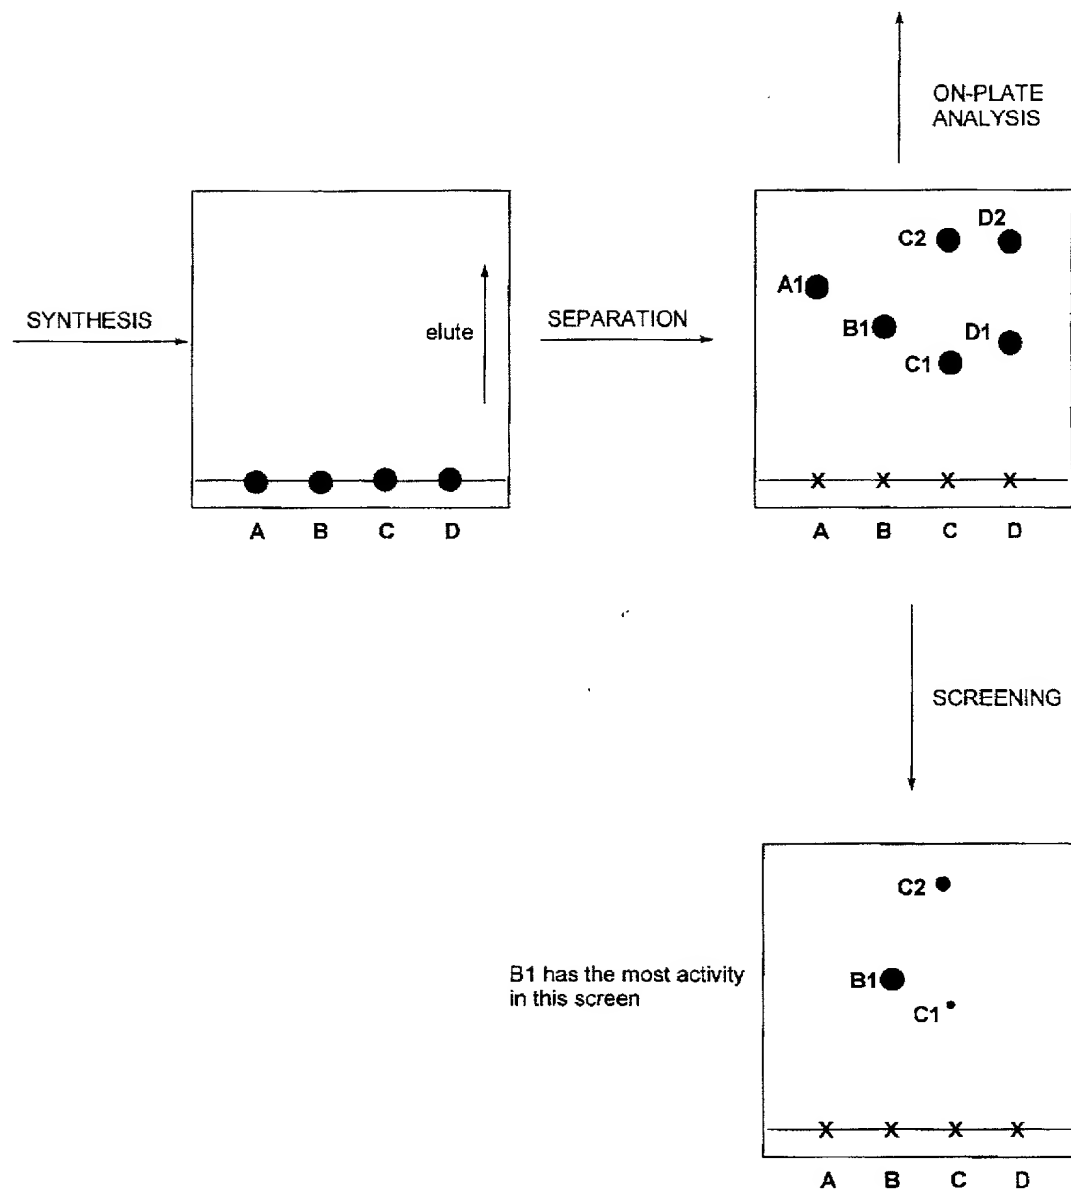 ON-PLATE
ANALYSIS
SYNTHESIS
elute
A B C D
SEPARATION
D2
C2
A1
B1
D1
C1
X X X X
A B C D
SCREENING
C2
B1 has the most activity
in this screen
B1
C1
X X X X
A B C D